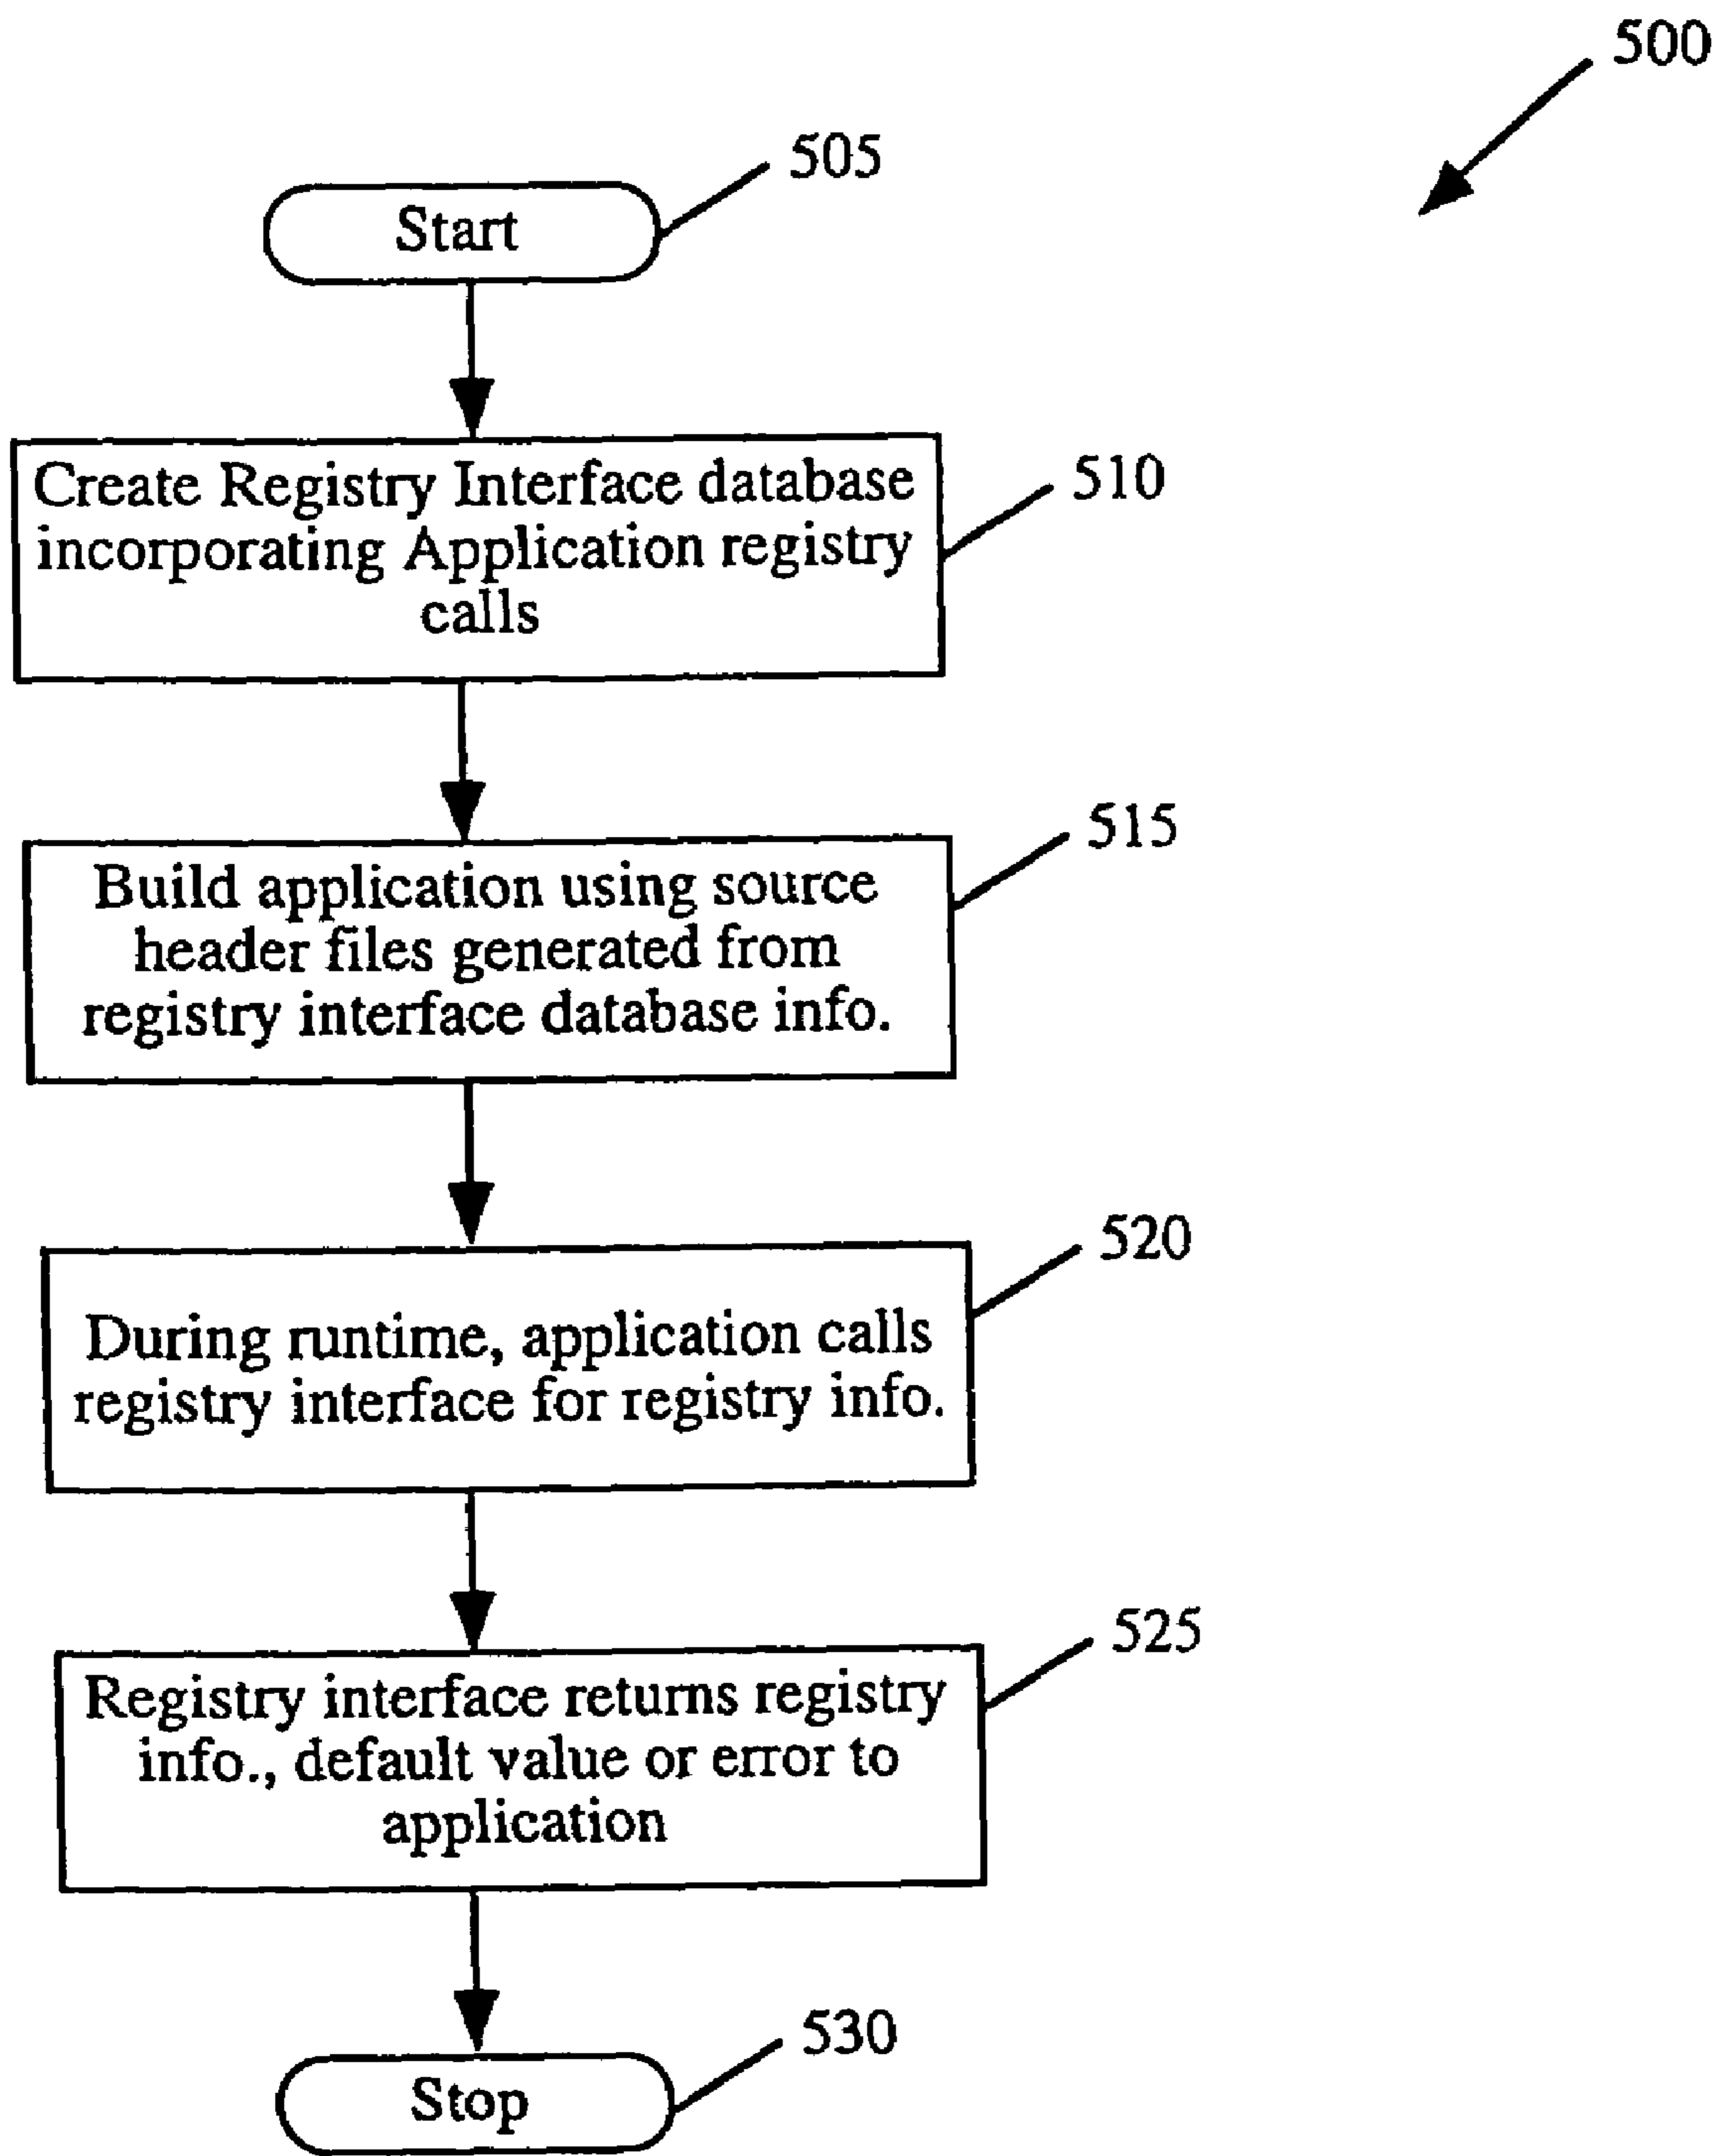 500
505
Start
Create Registry Interface database
incorporating Application registry
calls
510
515
Build application using source
header files generated from
registry interface database info.
520
During runtime, application calls
registry interface for registry info.
525
Registry interface returns registry
info., default value or error to
application
530
Stop